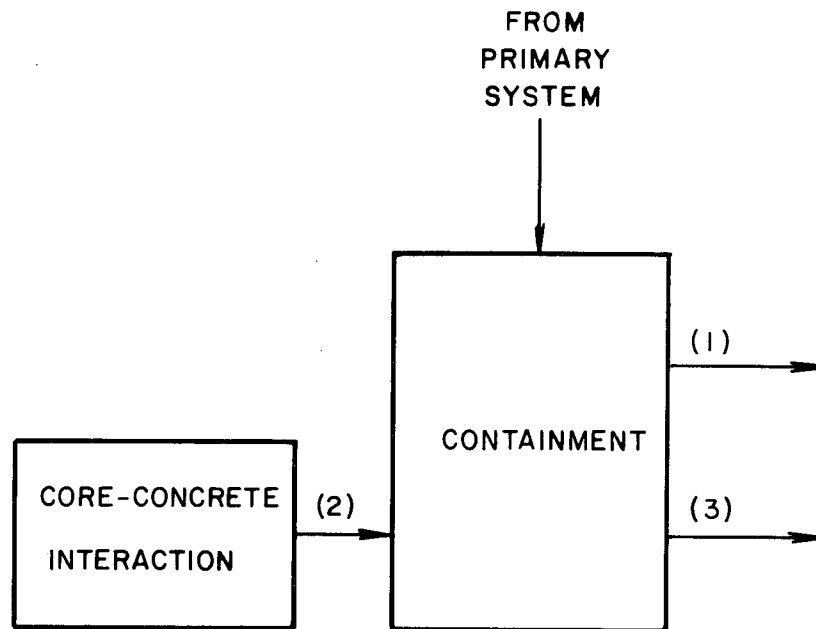 FROM
PRIMARY
SYSTEM
(1)
CONTAINMENT
CORE-CONCRETE
INTERACTION
(2)
(3)